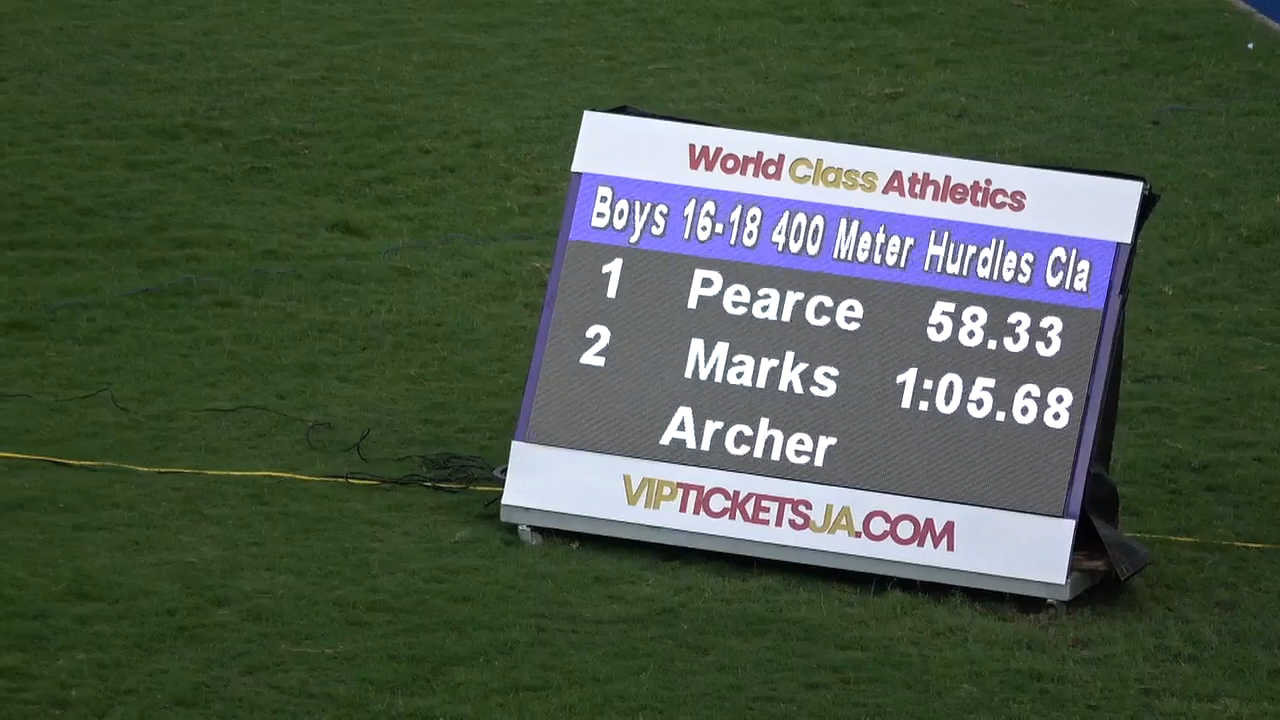 World Class Athletics
Boys 16-18 400 Meter Hurdles Cla
1 Pearce 58.33
2 Marks 1:05.68
Archer
VIPTICKETSJA.COM